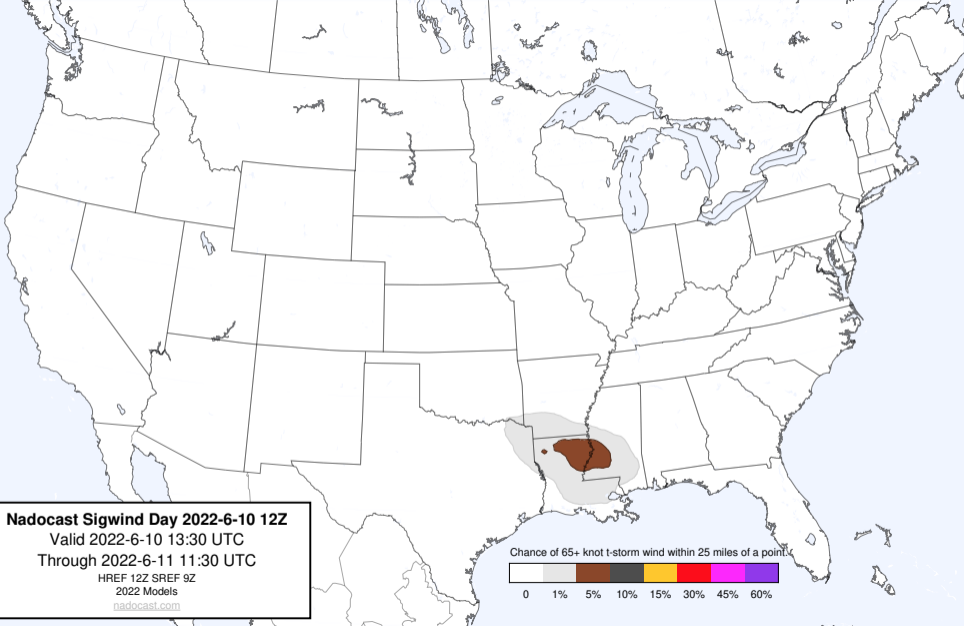 Nadocast Sigwind Day 2022-6-10 12Z
Valid 2022-6-10 13:30 UTC
Through 2022-6-11 11:30 UTC
HREF 12Z SREF 9Z
2022 Models
nadocast.com
Chance of 65+ knot t-storm wind within 25 miles of a point.
0 1% 5% 10% 15% 30% 45% 60%